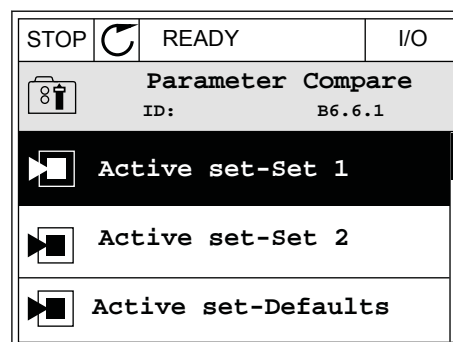 STOP READY I/O
Parameter Compare
ID: B6.6.1
Active set-Set 1
Active set-Set 2
Active set-Defaults